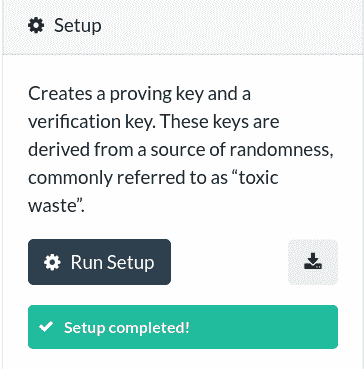 Setup
Creates a proving key and a
verification key. These keys are
derived from a source of randomness,
commonly referred to as “toxic
waste”.
Run Setup
Setup completed!